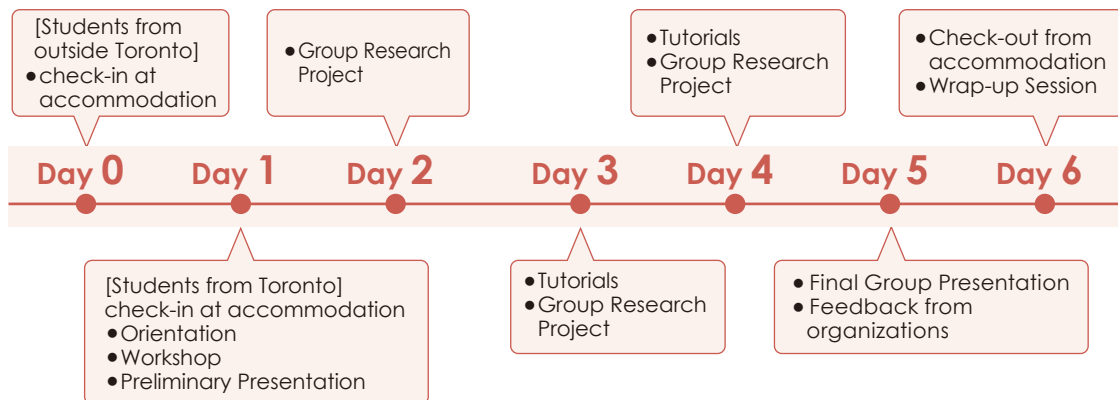 [Students from
outside Toronto]
●check-in at
accommodation
●Group Research
Project
●Tutorials
●Group Research
Project
●Check-out from
accommodation
●Wrap-up Session
Day 0
Day 1
Day 2
Day 3
Day 4
Day 5
Day 6
[Students from Toronto]
check-in at accommodation
●Orientation
●Workshop
●Preliminary Presentation
●Tutorials
●Group Research
Project
●Final Group Presentation
●Feedback from
organizations